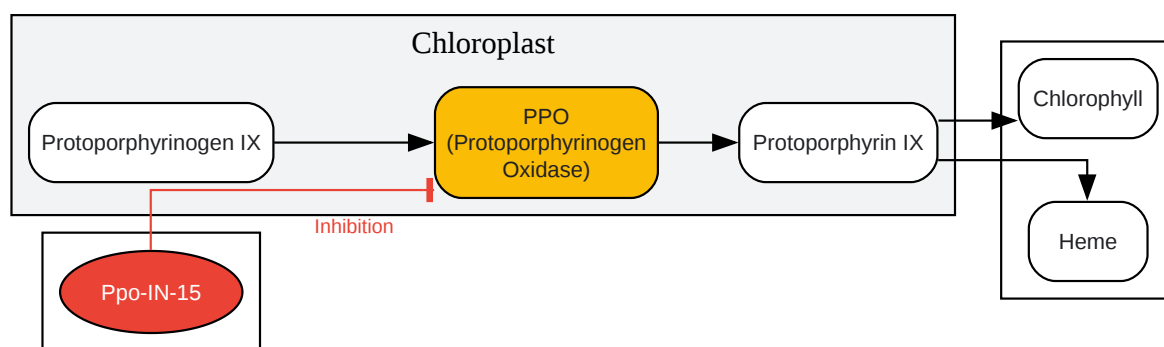 Chloroplast
Protoporphyrinogen IX
PPO
(Protoporphyrinogen
Oxidase)
Protoporphyrin IX
Chlorophyll
Heme
Inhibition
Ppo-IN-15